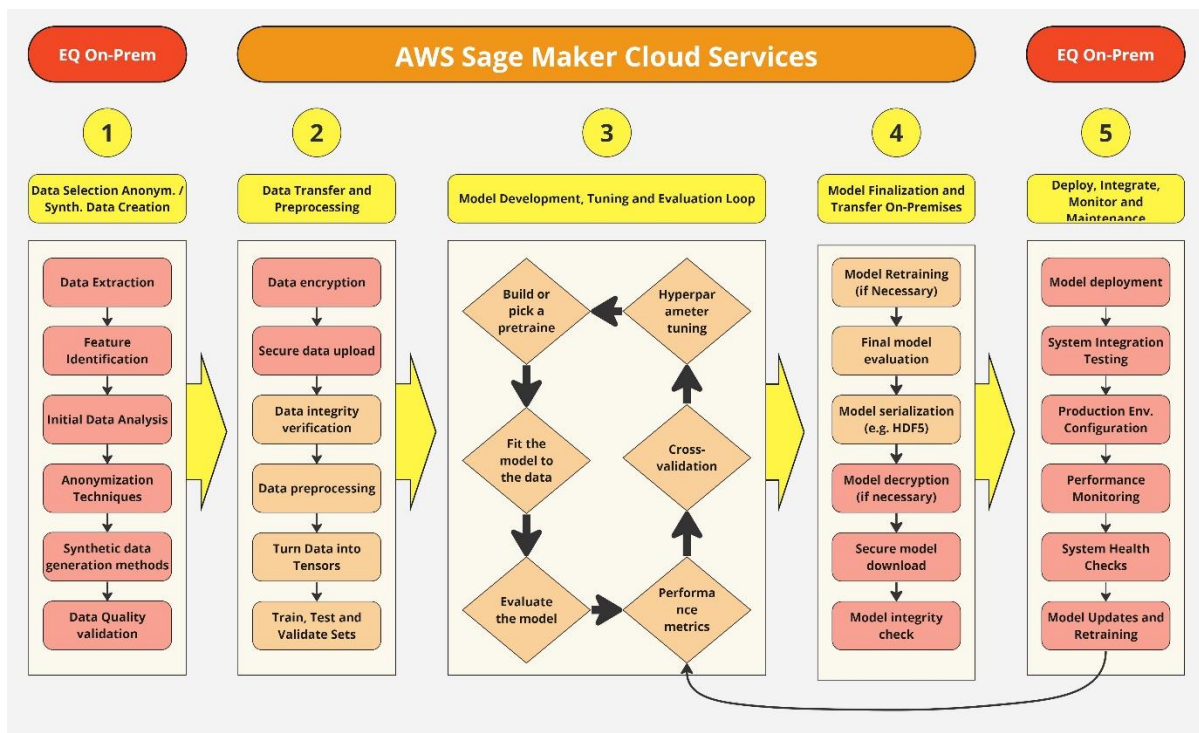 EQ On-Prem
AWS Sage Maker Cloud Services
EQ On-Prem
1
2
3
4
5
Data Selection Anonym. /
Synth. Data Creation
Data Transfer and
Preprocessing
Model Development, Tuning and Evaluation Loop
Model Finalization and
Transfer On-Premises
Deploy, Integrate,
Monitor and
Maintenance
Data Extraction
Feature
Identification
Initial Data Analysis
Anonymization
Techniques
Synthetic data
generation methods
Data Quality
validation
Data encryption
Secure data upload
Data integrity
verification
Data preprocessing
Turn Data into
Tensors
Train, Test and
Validate Sets
Build or
pick a
pretraine
Fit the
model to
the data
Evaluate
the model
Performa
nce
metrics
Cross-
validation
Hyperpar
ameter
tuning
Model Retraining
(if Necessary)
Final model
evaluation
Model serialization
(e.g. HDF5)
Model decryption
(if necessary)
Secure model
download
Model integrity
check
Model deployment
System Integration
Testing
Production Env.
Configuration
Performance
Monitoring
System Health
Checks
Model Updates and
Retraining